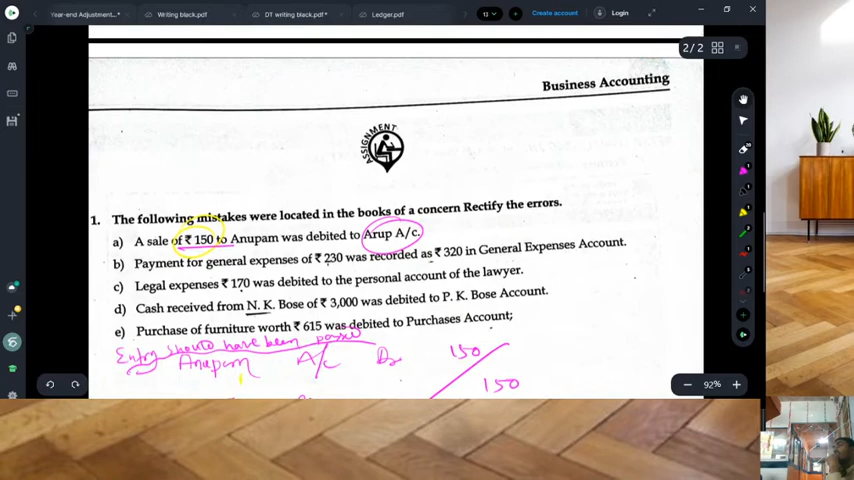 Year-end Adjustment...*
Writing black.pdf
DT writing black.pdf*
Ledger.pdf
13
Create account
Login
2/2
Business Accounting
ASSIGNMENT
1. The following mistakes were located in the books of a concern Rectify the errors.
a) A sale of ₹ 150 to Anupam was debited to Arup A/c.
b) Payment for general expenses of ₹ 230 was recorded as ₹ 320 in General Expenses Account.
c) Legal expenses ₹ 170 was debited to the personal account of the lawyer.
d) Cash received from N. K. Bose of ₹ 3,000 was debited to P. K. Bose Account.
e) Purchase of furniture worth ₹ 615 was debited to Purchases Account;
Entry should have been passed
Anupam A/c Dr 150
150
92%